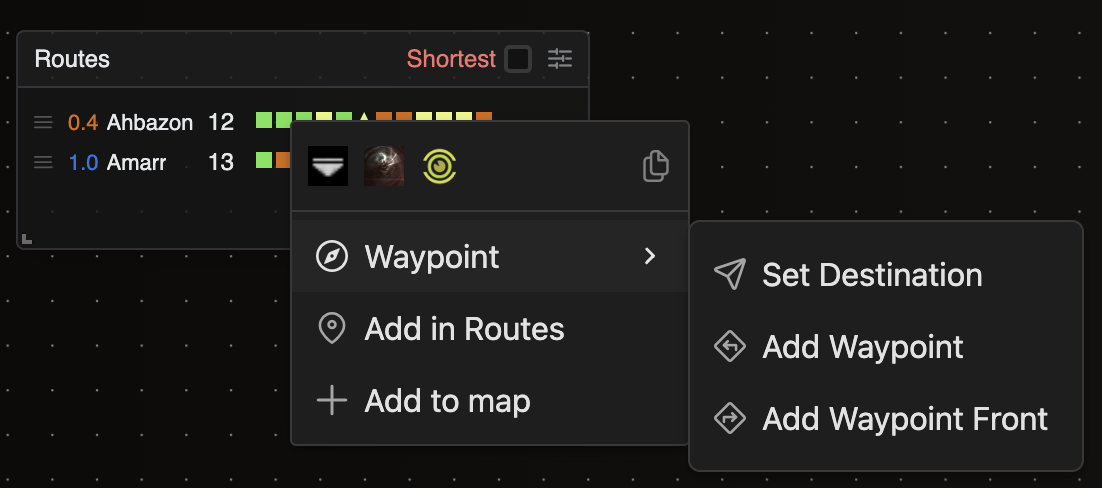 Routes Shortest
0.4 Ahbazon 12
1.0 Amarr 13
Waypoint
Add in Routes
Add to map
Set Destination
Add Waypoint
Add Waypoint Front